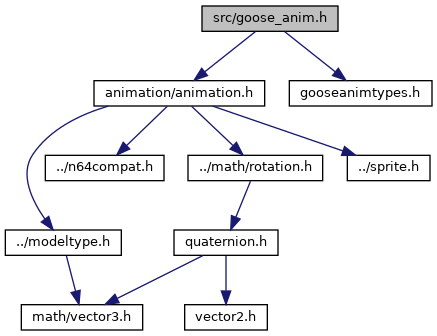 src/goose_anim.h
animation/animation.h
gooseanimtypes.h
../n64compat.h
../math/rotation.h
../sprite.h
../modeltype.h
quaternion.h
math/vector3.h
vector2.h